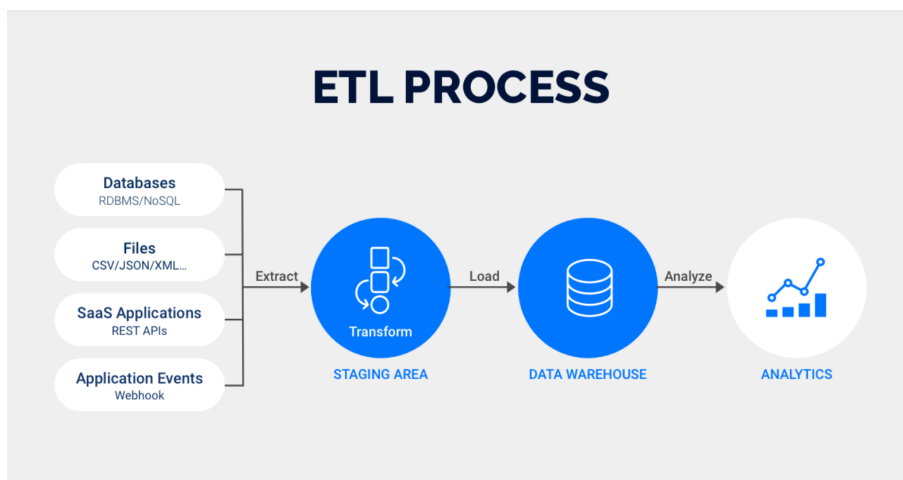 ETL PROCESS
Databases
RDBMS/NoSQL
Files
CSV/JSON/XML...
SaaS Applications
REST APIs
Application Events
Webhook
Extract
Transform
STAGING AREA
Load
DATA WAREHOUSE
Analyze
ANALYTICS